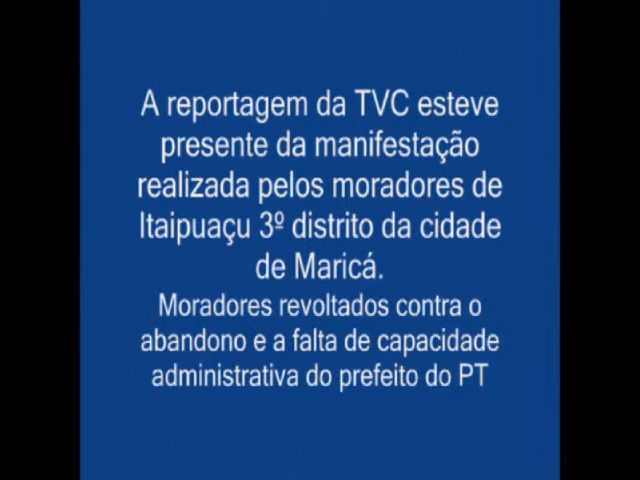 A reportagem da TVC esteve
presente da manifestação
realizada pelos moradores de
Itaipuaçu 3º distrito da cidade
de Maricá.
Moradores revoltados contra o
abandono e a falta de capacidade
administrativa do prefeito do PT